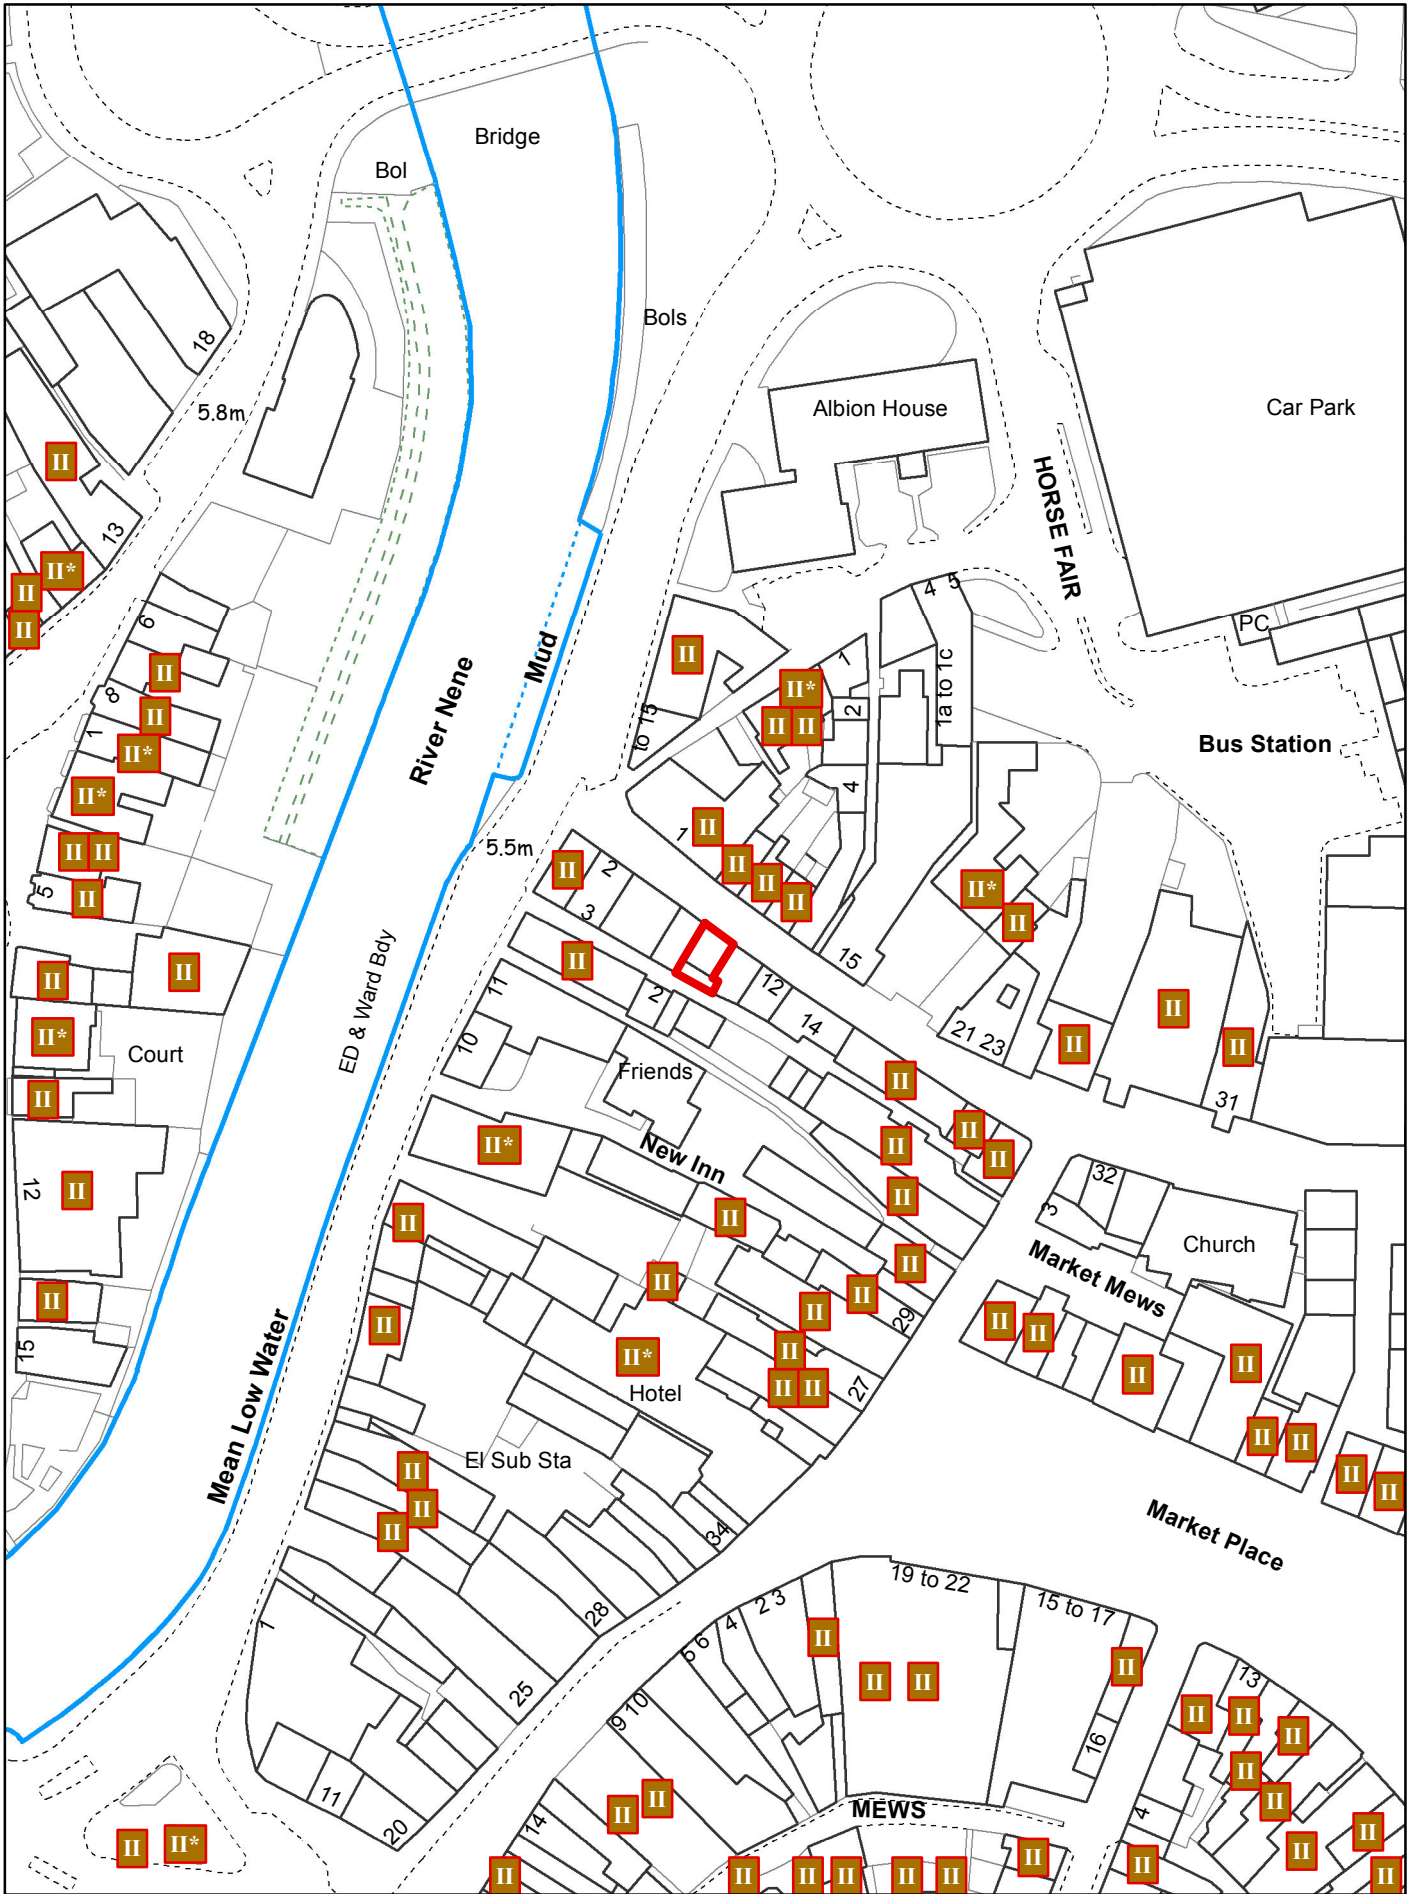 Bridge
Bol
Bols
18
5.8m
Albion House
Car Park
HORSE FAIR
II
13
II*
II
II
4 5
PC
6
Mud
II
1
1a to 1c
II
8
II
River Nene
II*
2
II II
to 15
Bus Station
1
II*
II*
4
II
1
II II
5.5m
II
2
II
II
II
II*
5
II
3
II
15
II
ED & Ward Bdy
II
II
II
12
11
2
14
II
21 23
II
II
II*
Court
10
Friends
II
II
31
II
New Inn
II*
II
II
II
32
12
II
II
3
II
II
Church
Market Mews
II
II
II
II
II
II
II
15
Mean Low Water
II
29
II
II
II*
Hotel
II II
27
II
II
El Sub Sta
II
II
II
II
II
II
II
34
Market Place
19 to 22
15 to 17
2 3
4
5 6
II
28
1
II
II II
13
25
9 10
II
II
II
16
II
II
11
II
II
MEWS
20
14
4
II
II
II*
II
II
II
II
II
II
II
II
II
II
II